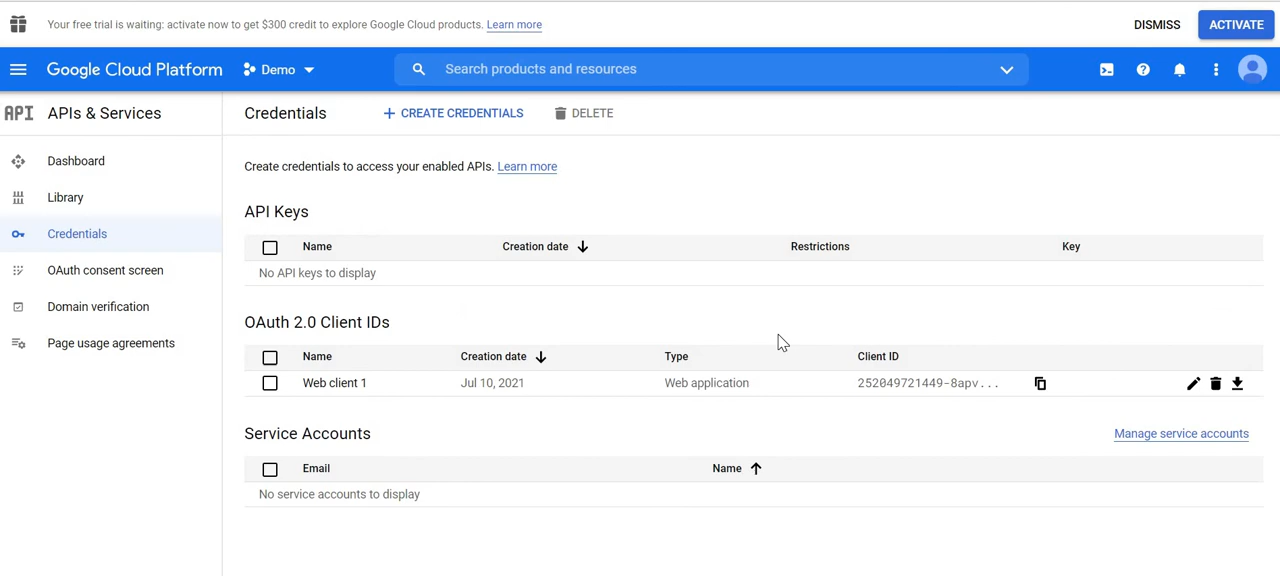 Your free trial is waiting: activate now to get $300 credit to explore Google Cloud products. Learn more
DISMISS
ACTIVATE
Google Cloud Platform
Demo
Search products and resources
API
APIs & Services
Credentials
CREATE CREDENTIALS
DELETE
Dashboard
Library
Credentials
OAuth consent screen
Domain verification
Page usage agreements
Create credentials to access your enabled APIs. Learn more
API Keys
Name Creation date Restrictions Key
No API keys to display
OAuth 2.0 Client IDs
Name Creation date Type Client ID
Web client 1 Jul 10, 2021 Web application 252049721449-8apv...
Service Accounts
Manage service accounts
Email Name
No service accounts to display